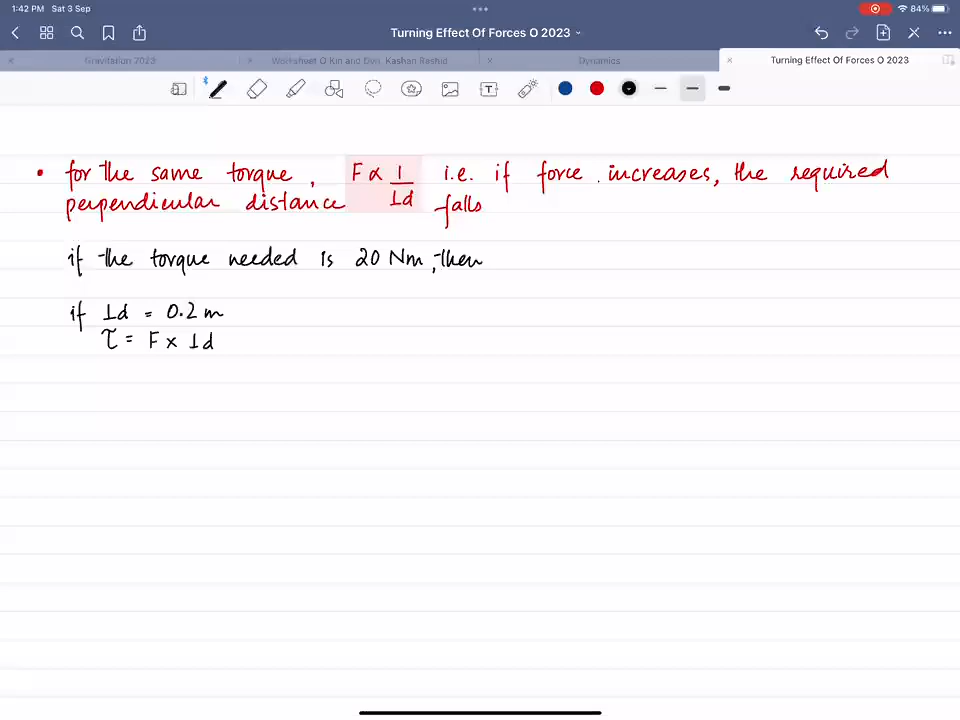 1:42 PM Sat 3 Sep
84%
Turning Effect Of Forces O 2023
Gravitation 2023
Worksheet O Kin and Dyn. Kashan Rashid
Dynamics
Turning Effect Of Forces O 2023
• for the same torque, F ∝ 1/⊥d i.e. if force increases, the required
perpendicular distance falls
if the torque needed is 20 Nm, then
if ⊥d = 0.2 m
τ = F × ⊥d